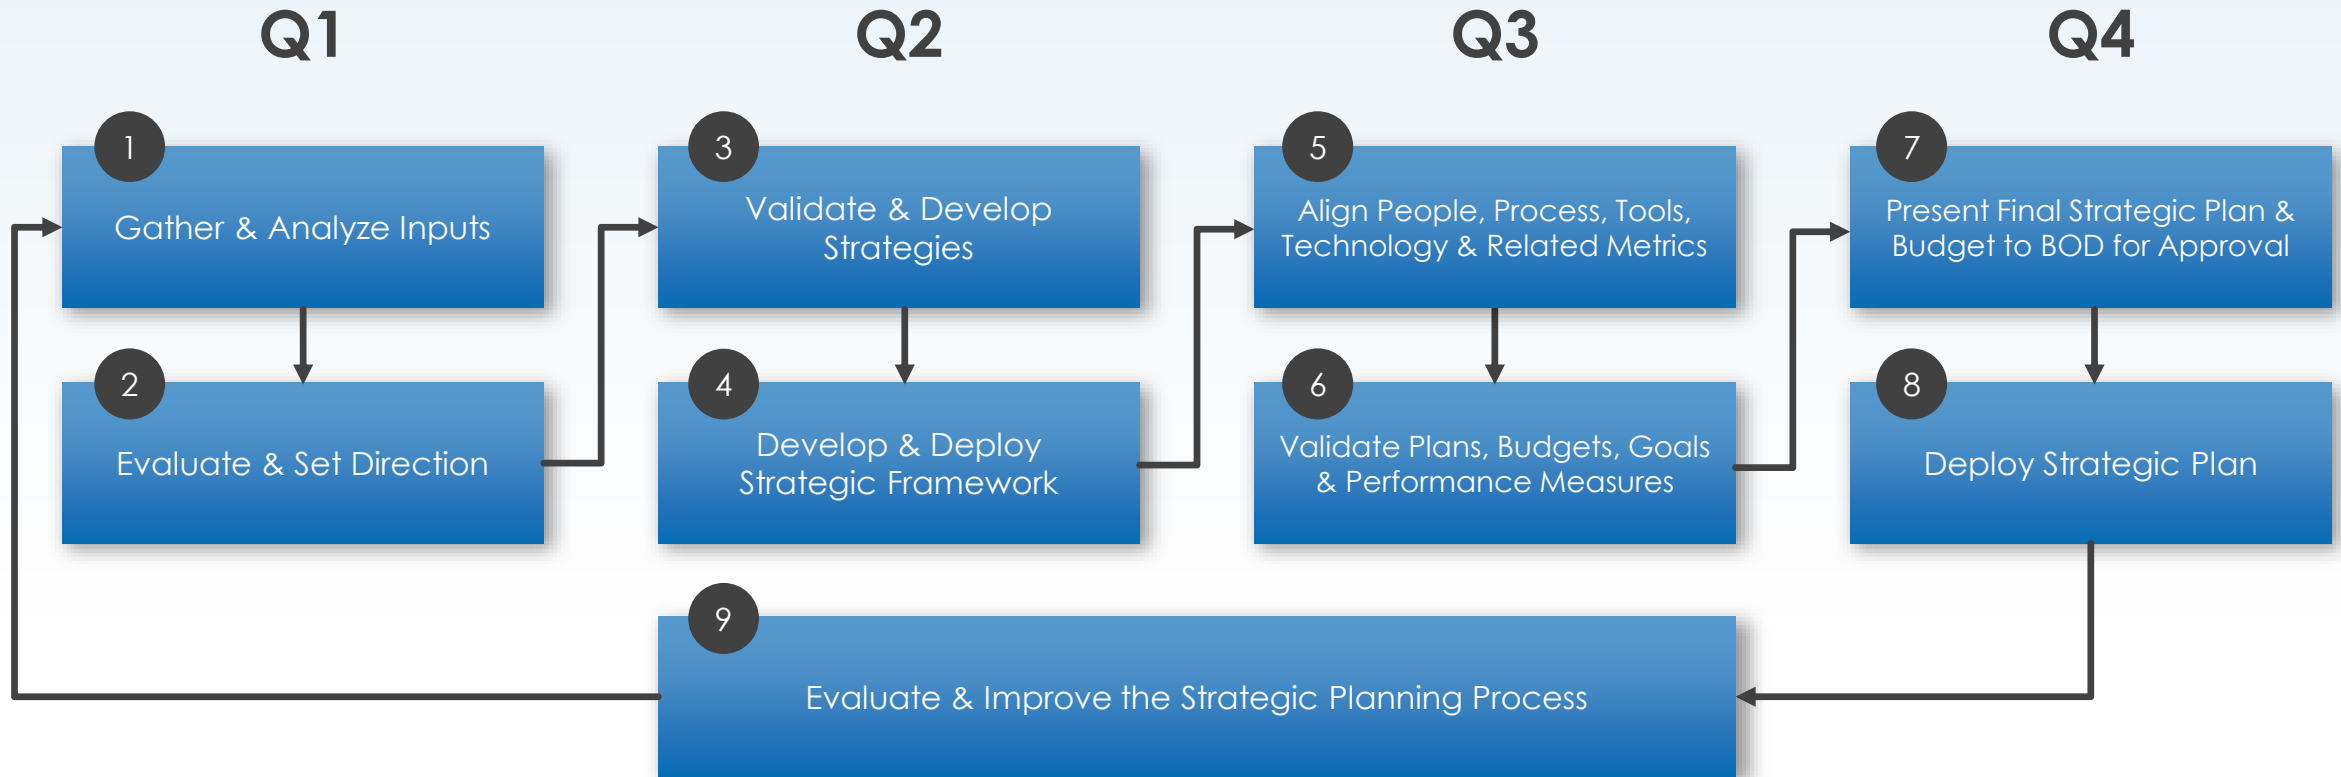 Q1
Q2
Q3
Q4
1
Gather & Analyze Inputs
2
Evaluate & Set Direction
3
Validate & Develop
Strategies
4
Develop & Deploy
Strategic Framework
5
Align People, Process, Tools,
Technology & Related Metrics
6
Validate Plans, Budgets, Goals
& Performance Measures
7
Present Final Strategic Plan &
Budget to BOD for Approval
8
Deploy Strategic Plan
9
Evaluate & Improve the Strategic Planning Process